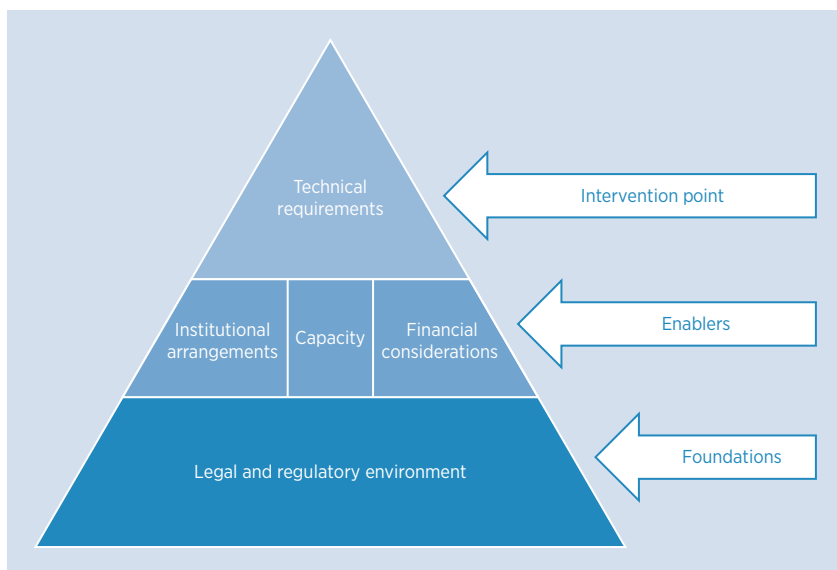 Technical
requirements
Intervention point
Institutional
arrangements
Capacity
Financial
considerations
Enablers
Legal and regulatory environment
Foundations